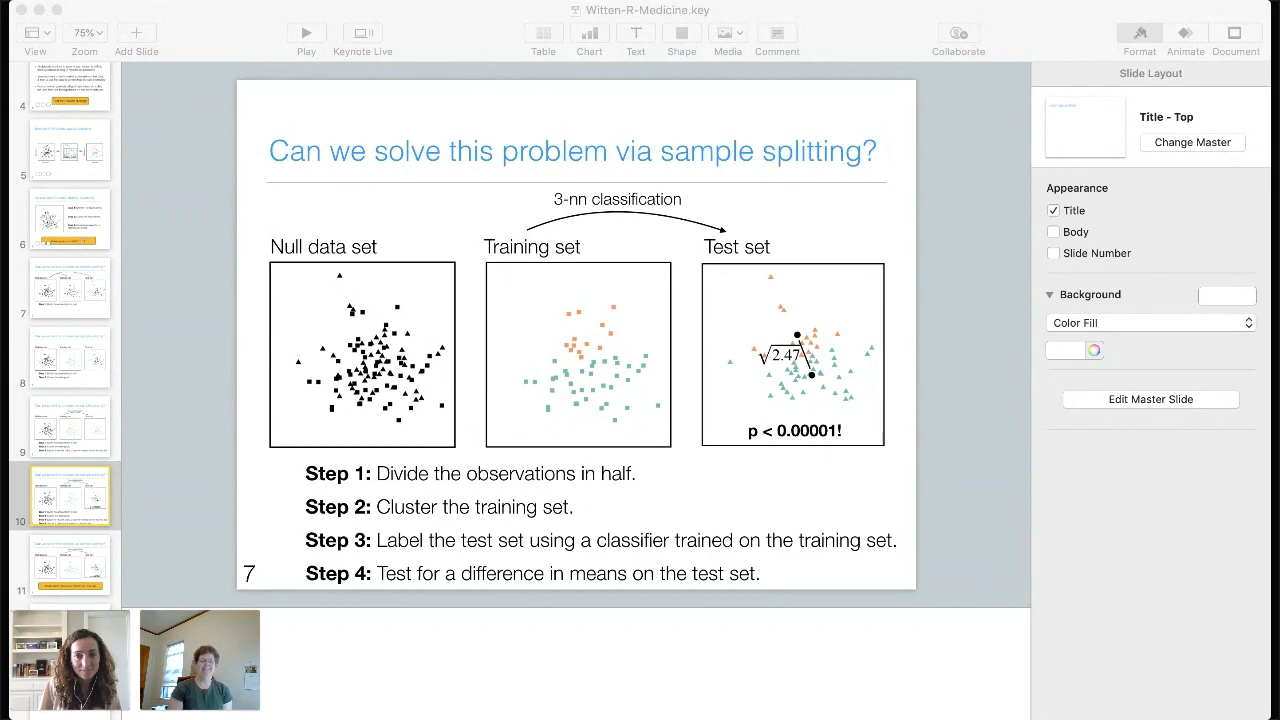 Witten-R-Medicine.key
75%
View
Zoom
Add Slide
Play
Keynote Live
Table
Chart
Text
Shape
Media
Comment
Collaborate
Format
Animate
Document
4
5
6
7
8
9
10
11
Can we solve this problem via sample splitting?
3-nn classification
Null data set
Training set
Test set
√2.47
p < 0.00001!
Step 1: Divide the observations in half.
Step 2: Cluster the training set.
Step 3: Label the test set using a classifier trained on the training set.
Step 4: Test for a difference in means on the test set
7
Slide Layout
Title - Top
Change Master
Appearance
Title
Body
Slide Number
Background
Color Fill
Edit Master Slide